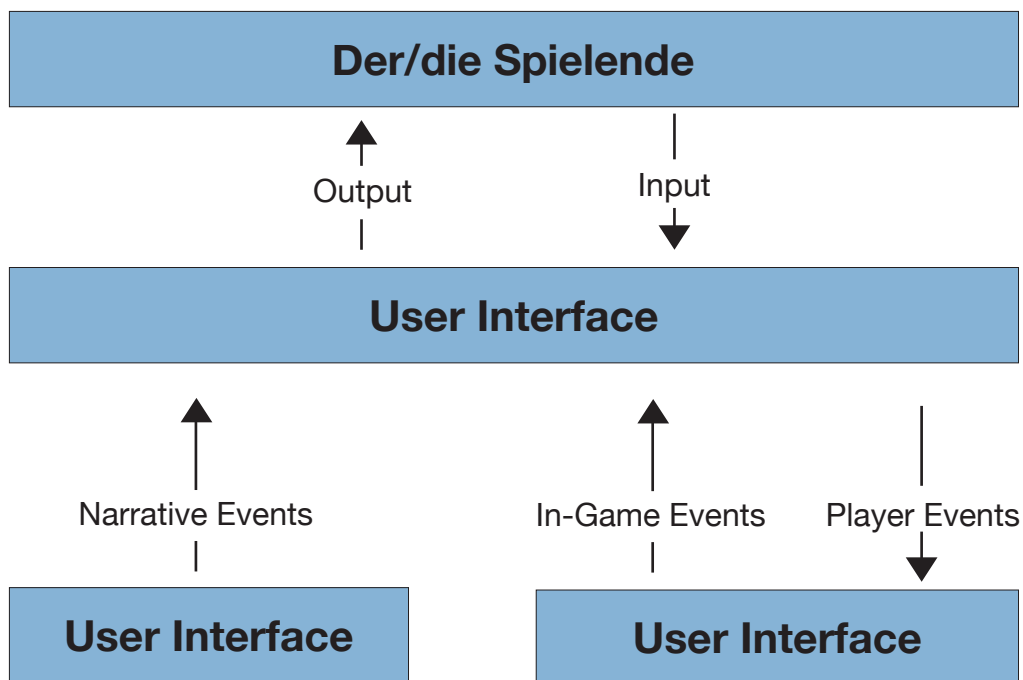 Der/die Spielende
Output
Input
User Interface
Narrative Events
In-Game Events
Player Events
User Interface
User Interface